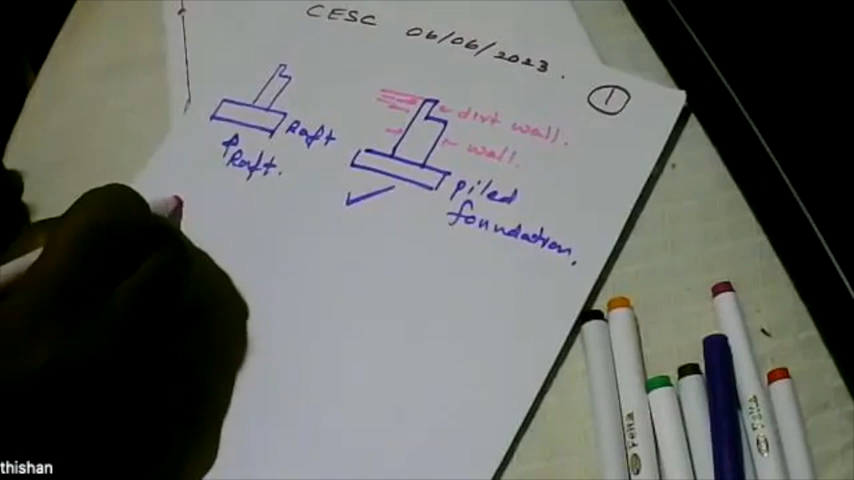 CESC 06/06/2023.
1
Raft
Raft.
dirt wall.
wall.
piled
foundation.
thishan